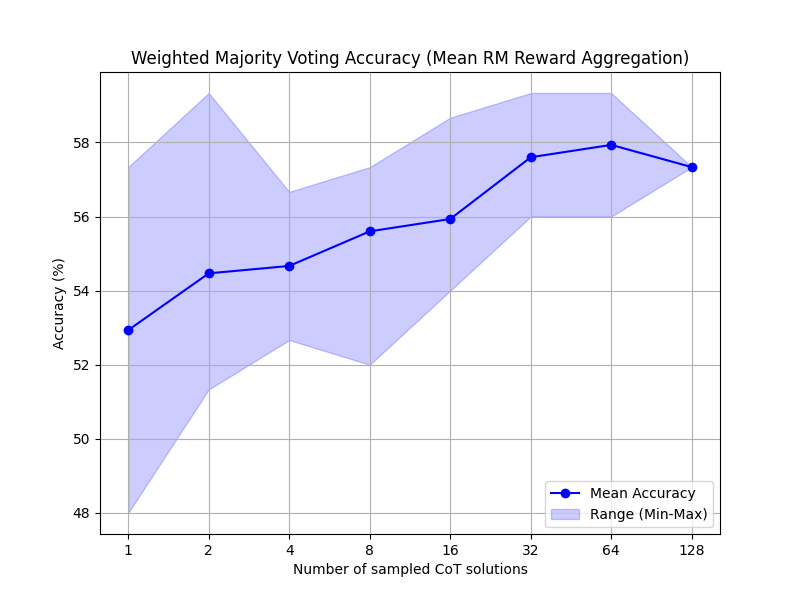 Weighted Majority Voting Accuracy (Mean RM Reward Aggregation)
58
56
54
52
50
48
Accuracy (%)
Mean Accuracy
Range (Min-Max)
1 2 4 8 16 32 64 128
Number of sampled CoT solutions